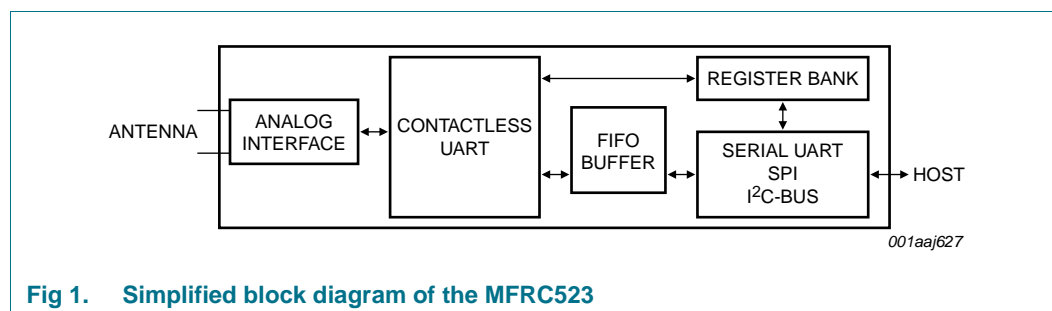 ANTENNA
ANALOG
INTERFACE
CONTACTLESS
UART
FIFO
BUFFER
REGISTER BANK
SERIAL UART
SPI
I²C-BUS
HOST
001aaj627
Fig 1. Simplified block diagram of the MFRC523